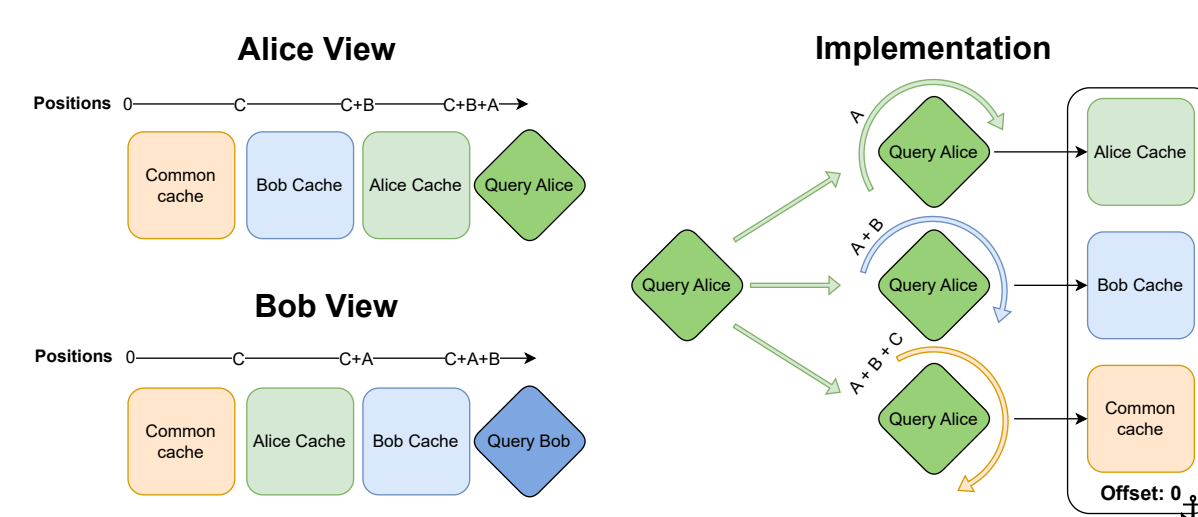 Alice View
Positions 0 C C+B C+B+A
Common
cache
Bob Cache
Alice Cache
Query Alice
Bob View
Positions 0 C C+A C+A+B
Common
cache
Alice Cache
Bob Cache
Query Bob
Implementation
Query Alice
A
Query Alice
Alice Cache
A + B
Query Alice
Bob Cache
A + B + C
Query Alice
Common
cache
Offset: 0